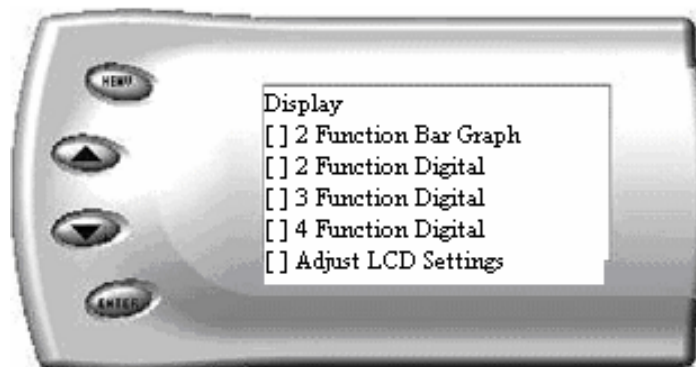 MENU
Display
[ ] 2 Function Bar Graph
[ ] 2 Function Digital
[ ] 3 Function Digital
[ ] 4 Function Digital
[ ] Adjust LCD Settings
ENTER